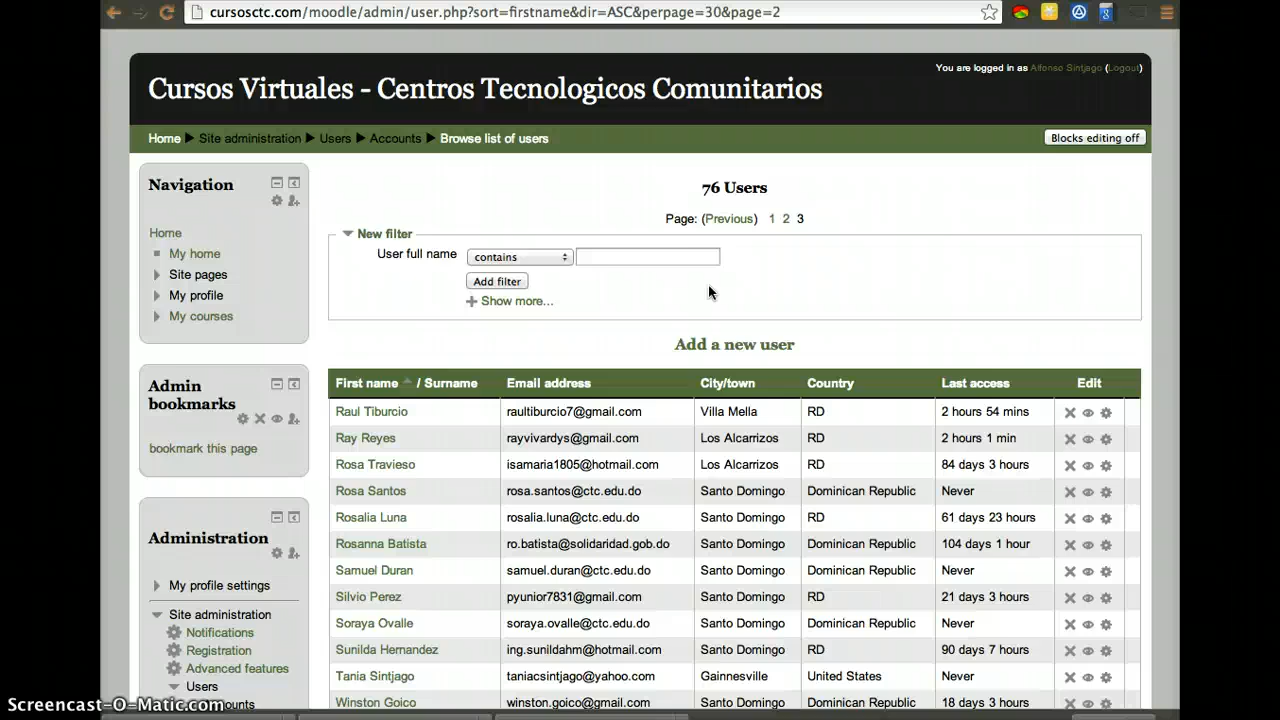 cursosctc.com/moodle/admin/user.php?sort=firstname&dir=ASC&perpage=30&page=2
You are logged in as Alfonso Sintjago (Logout)
Cursos Virtuales - Centros Tecnologicos Comunitarios
Home Site administration Users Accounts Browse list of users
Blocks editing off
Navigation
Home
My home
Site pages
My profile
My courses
Admin bookmarks
bookmark this page
Administration
My profile settings
Site administration
Notifications
Registration
Advanced features
Users
76 Users
Page: (Previous) 1 2 3
New filter
User full name contains
Add filter
Show more...
Add a new user
First name / Surname Email address City/town Country Last access Edit
Raul Tiburcio raultiburcio7@gmail.com Villa Mella RD 2 hours 54 mins
Ray Reyes rayvivardys@gmail.com Los Alcarrizos RD 2 hours 1 min
Rosa Travieso isamaria1805@hotmail.com Los Alcarrizos RD 84 days 3 hours
Rosa Santos rosa.santos@ctc.edu.do Santo Domingo Dominican Republic Never
Rosalia Luna rosalia.luna@ctc.edu.do Santo Domingo RD 61 days 23 hours
Rosanna Batista ro.batista@solidaridad.gob.do Santo Domingo Dominican Republic 104 days 1 hour
Samuel Duran samuel.duran@ctc.edu.do Santo Domingo Dominican Republic Never
Silvio Perez pyunior7831@gmail.com Santo Domingo RD 21 days 3 hours
Soraya Ovalle soraya.ovalle@ctc.edu.do Santo Domingo Dominican Republic Never
Sunilda Hernandez ing.sunildahm@hotmail.com Santo Domingo RD 90 days 7 hours
Tania Sintjago taniacsintjago@yahoo.com Gainnesville United States Never
Winston Goico winston.goico@gmail.com Santo Domingo RD 18 days 3 hours
Screencast-O-Matic.com